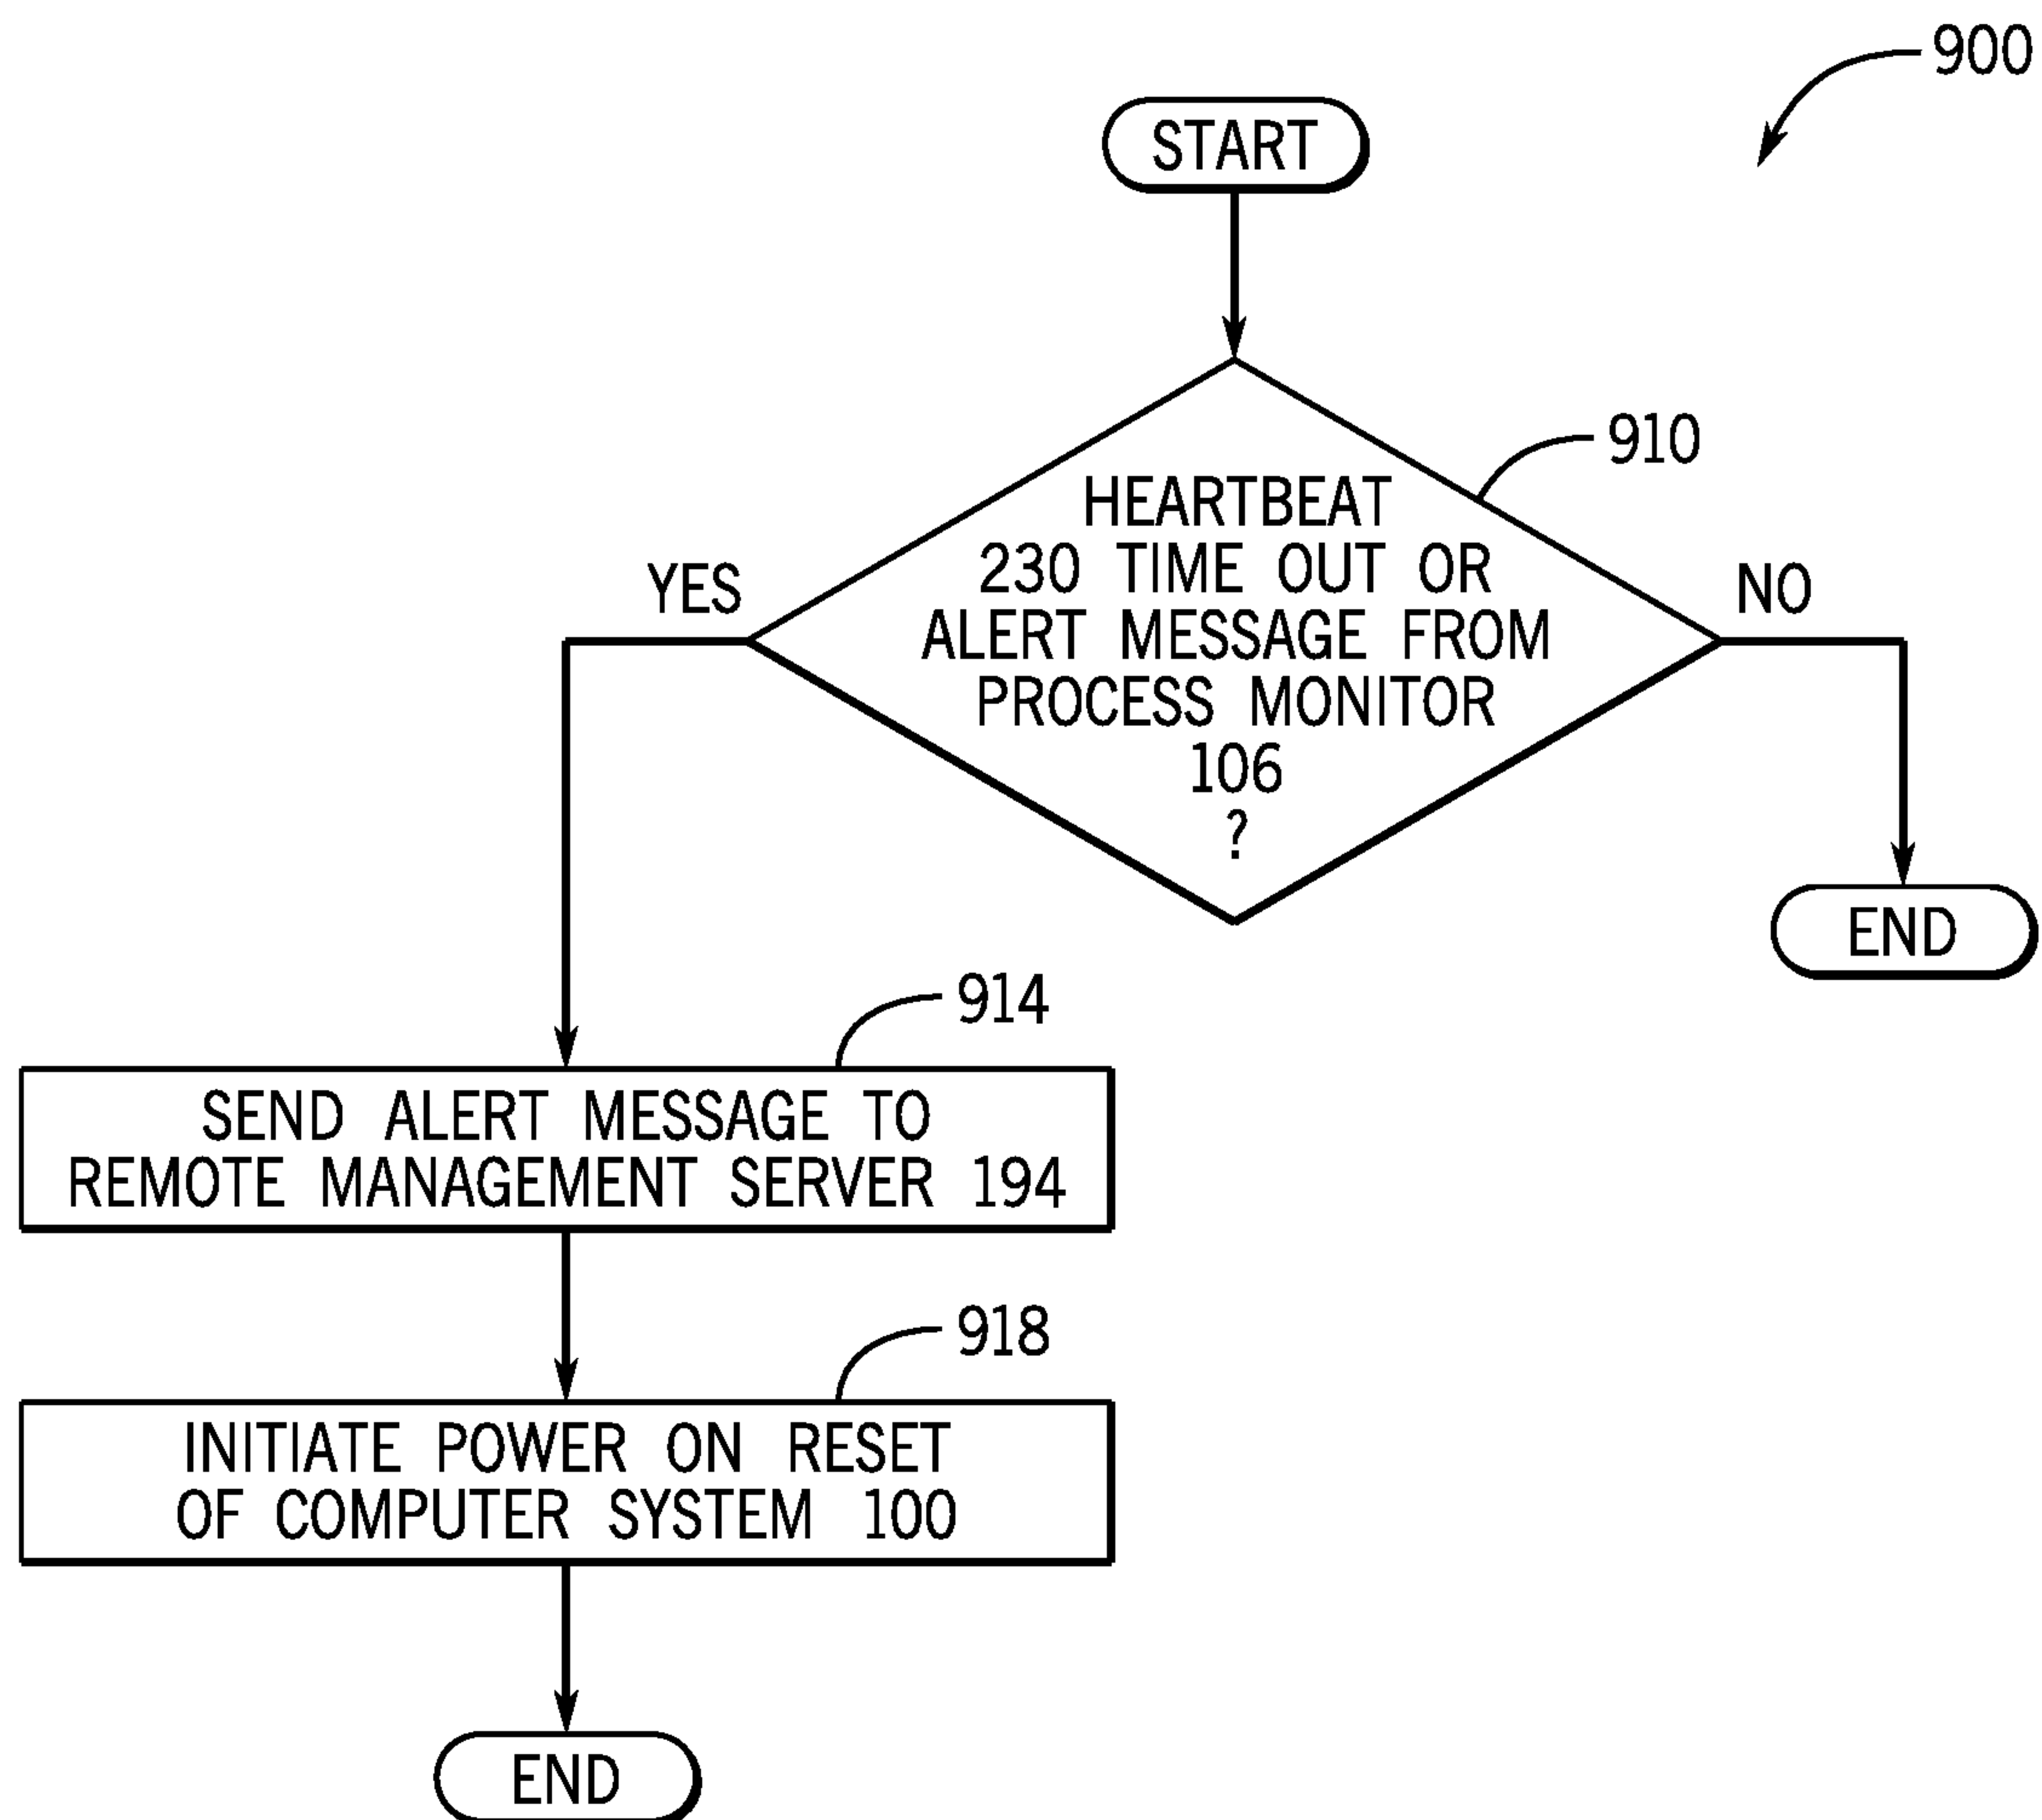 900
START
910
HEARTBEAT
230 TIME OUT OR
ALERT MESSAGE FROM
PROCESS MONITOR
106
?
YES
NO
END
914
SEND ALERT MESSAGE TO
REMOTE MANAGEMENT SERVER 194
918
INITIATE POWER ON RESET
OF COMPUTER SYSTEM 100
END